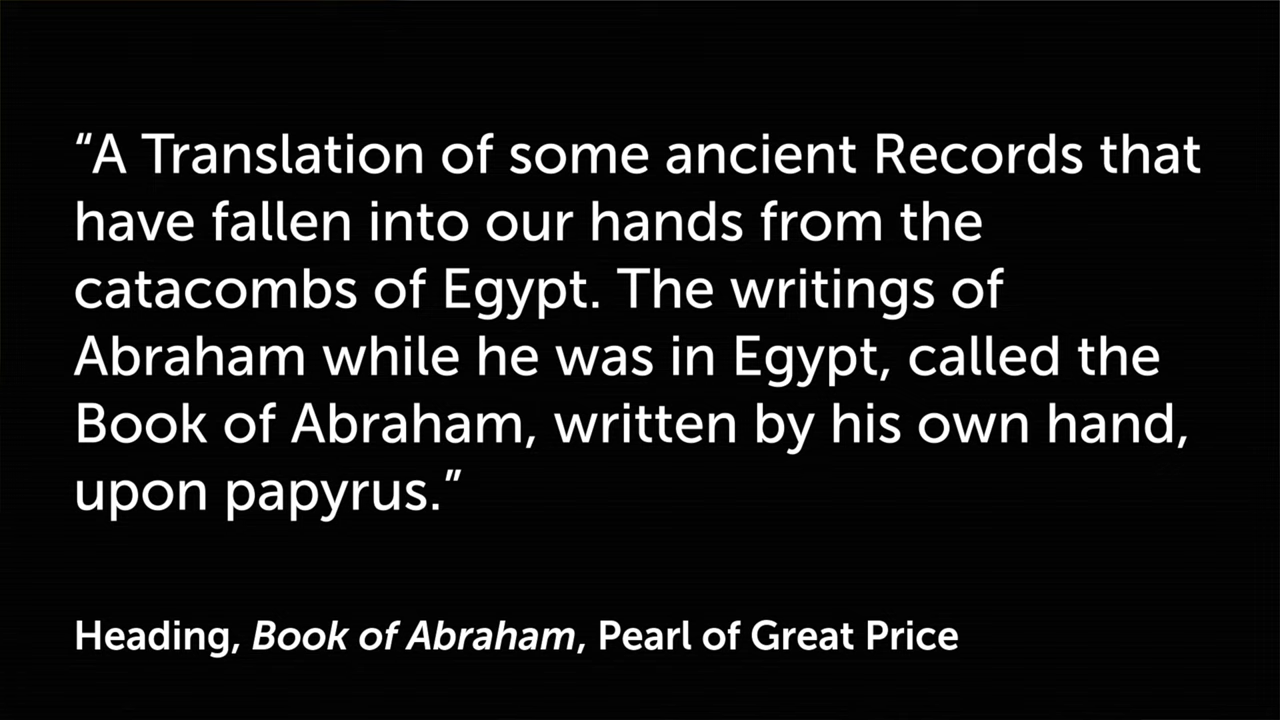 “A Translation of some ancient Records that
have fallen into our hands from the
catacombs of Egypt. The writings of
Abraham while he was in Egypt, called the
Book of Abraham, written by his own hand,
upon papyrus.”
Heading, Book of Abraham, Pearl of Great Price